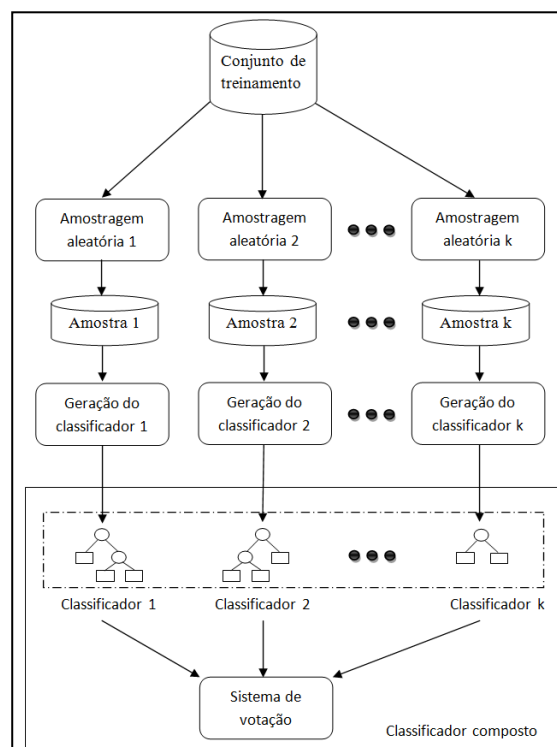 Conjunto de
treinamento
Amostragem
aleatória 1
Amostragem
aleatória 2
Amostragem
aleatória k
Amostra 1
Amostra 2
Amostra k
Geração do
classificador 1
Geração do
classificador 2
Geração do
classificador k
Classificador 1
Classificador 2
Classificador k
Sistema de
votação
Classificador composto